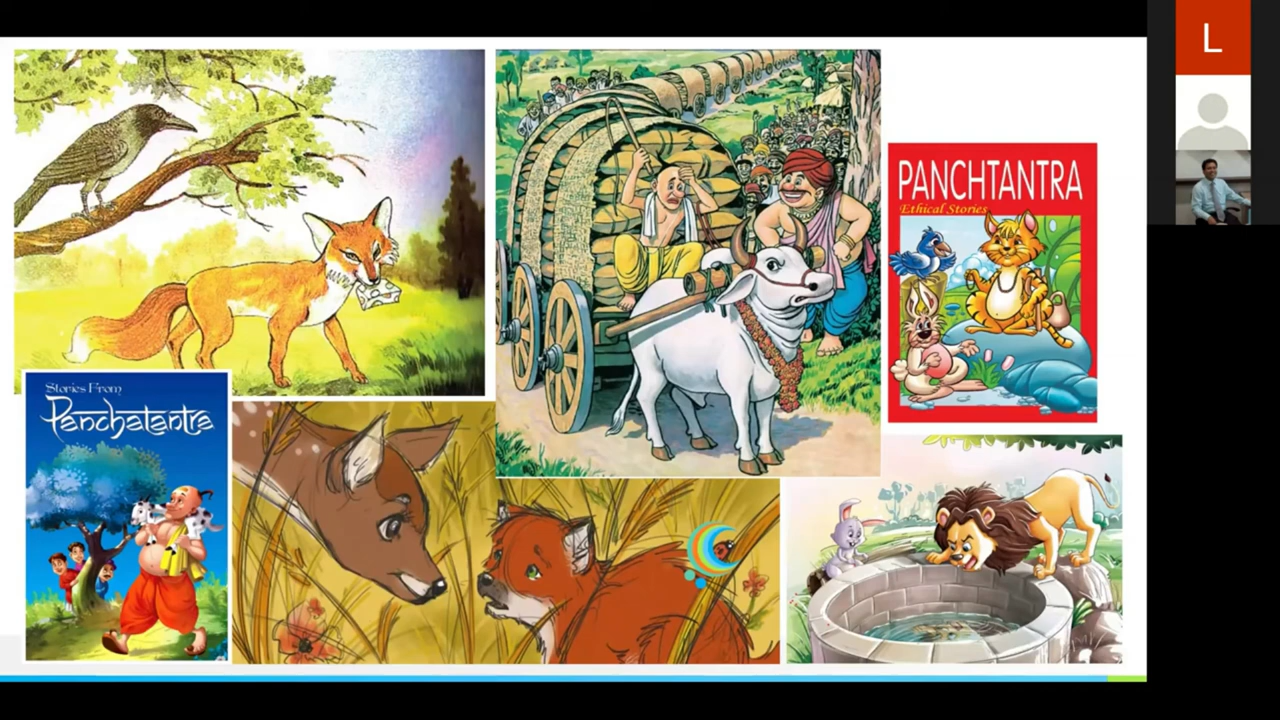 L
PANCHTANTRA
Ethical Stories
Stories From
Panchatantra